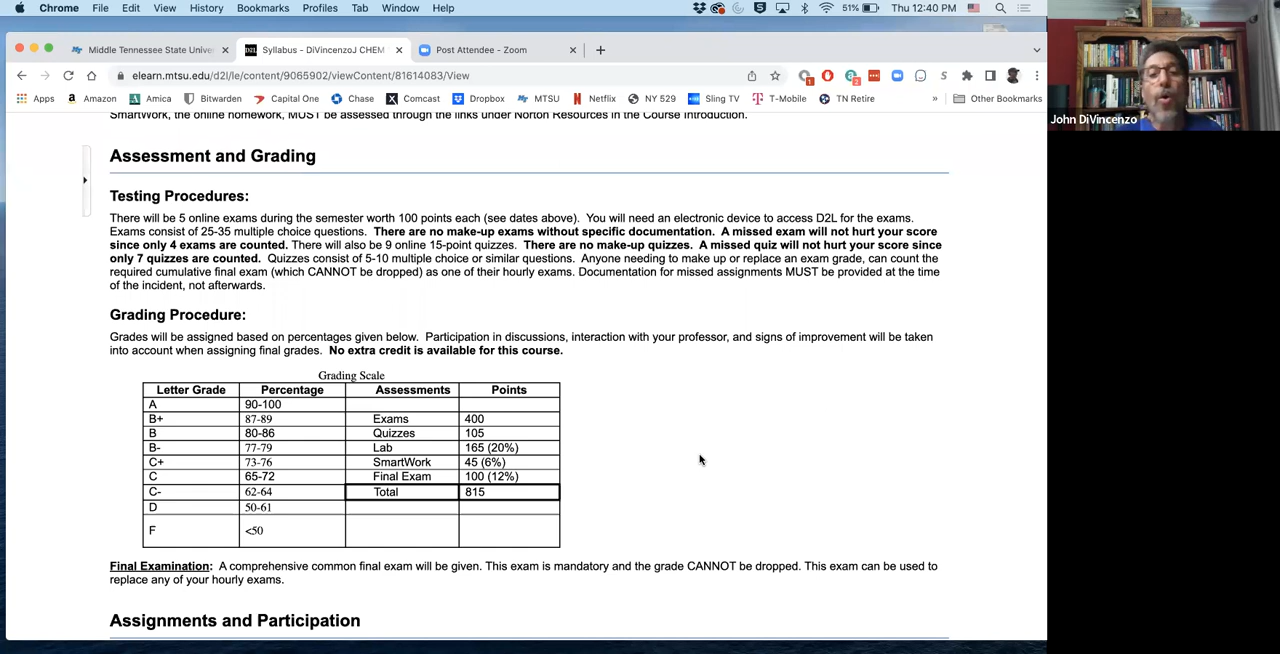 Chrome File Edit View History Bookmarks Profiles Tab Window Help 51% Thu 12:40 PM
Middle Tennessee State Univer Syllabus - DiVincenzoJ CHEM Post Attendee - Zoom
elearn.mtsu.edu/d2l/le/content/9065902/viewContent/81614083/View
Apps Amazon Amica Bitwarden Capital One Chase Comcast Dropbox MTSU Netflix NY 529 Sling TV T-Mobile TN Retire » Other Bookmarks
John DiVincenzo
SmartWork, the online homework, MUST be assessed through the links under Norton Resources in the Course Introduction.
Assessment and Grading
Testing Procedures:
There will be 5 online exams during the semester worth 100 points each (see dates above). You will need an electronic device to access D2L for the exams.
Exams consist of 25-35 multiple choice questions. There are no make-up exams without specific documentation. A missed exam will not hurt your score
since only 4 exams are counted. There will also be 9 online 15-point quizzes. There are no make-up quizzes. A missed quiz will not hurt your score since
only 7 quizzes are counted. Quizzes consist of 5-10 multiple choice or similar questions. Anyone needing to make up or replace an exam grade, can count the
required cumulative final exam (which CANNOT be dropped) as one of their hourly exams. Documentation for missed assignments MUST be provided at the time
of the incident, not afterwards.
Grading Procedure:
Grades will be assigned based on percentages given below. Participation in discussions, interaction with your professor, and signs of improvement will be taken
into account when assigning final grades. No extra credit is available for this course.
Grading Scale
Letter Grade Percentage Assessments Points
A 90-100
B+ 87-89 Exams 400
B 80-86 Quizzes 105
B- 77-79 Lab 165 (20%)
C+ 73-76 SmartWork 45 (6%)
C 65-72 Final Exam 100 (12%)
C- 62-64 Total 815
D 50-61
F <50
Final Examination: A comprehensive common final exam will be given. This exam is mandatory and the grade CANNOT be dropped. This exam can be used to
replace any of your hourly exams.
Assignments and Participation